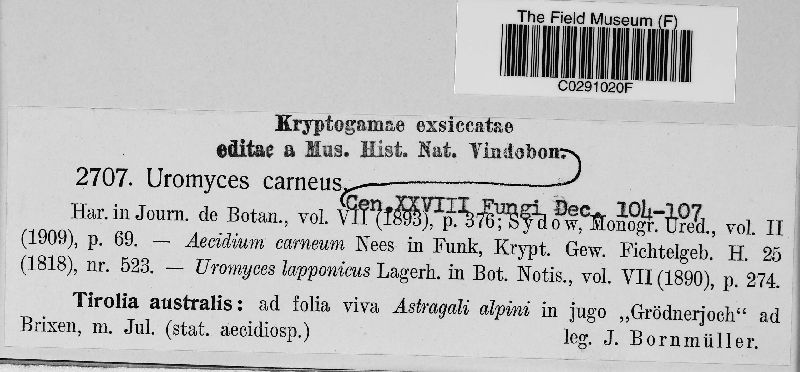 The Field Museum (F)
C0291020F
Kryptogamae exsiccatae
editae a Mus. Hist. Nat. Vindobon.
2707. Uromyces carneus
Cen. XXVIII Fungi Dec. 104-107
Har. in Journ. de Botan., vol. VII (1893), p. 376; Sydow, Monogr. Ured., vol. II
(1909), p. 69. — Aecidium carneum Nees in Funk, Krypt. Gew. Fichtelgeb. H. 25
(1818), nr. 523. — Uromyces lapponicus Lagerh. in Bot. Notis., vol. VII (1890), p. 274.
Tirolia australis: ad folia viva Astragali alpini in jugo „Grödnerjoch“ ad
Brixen, m. Jul. (stat. aecidiosp.) leg. J. Bornmüller.